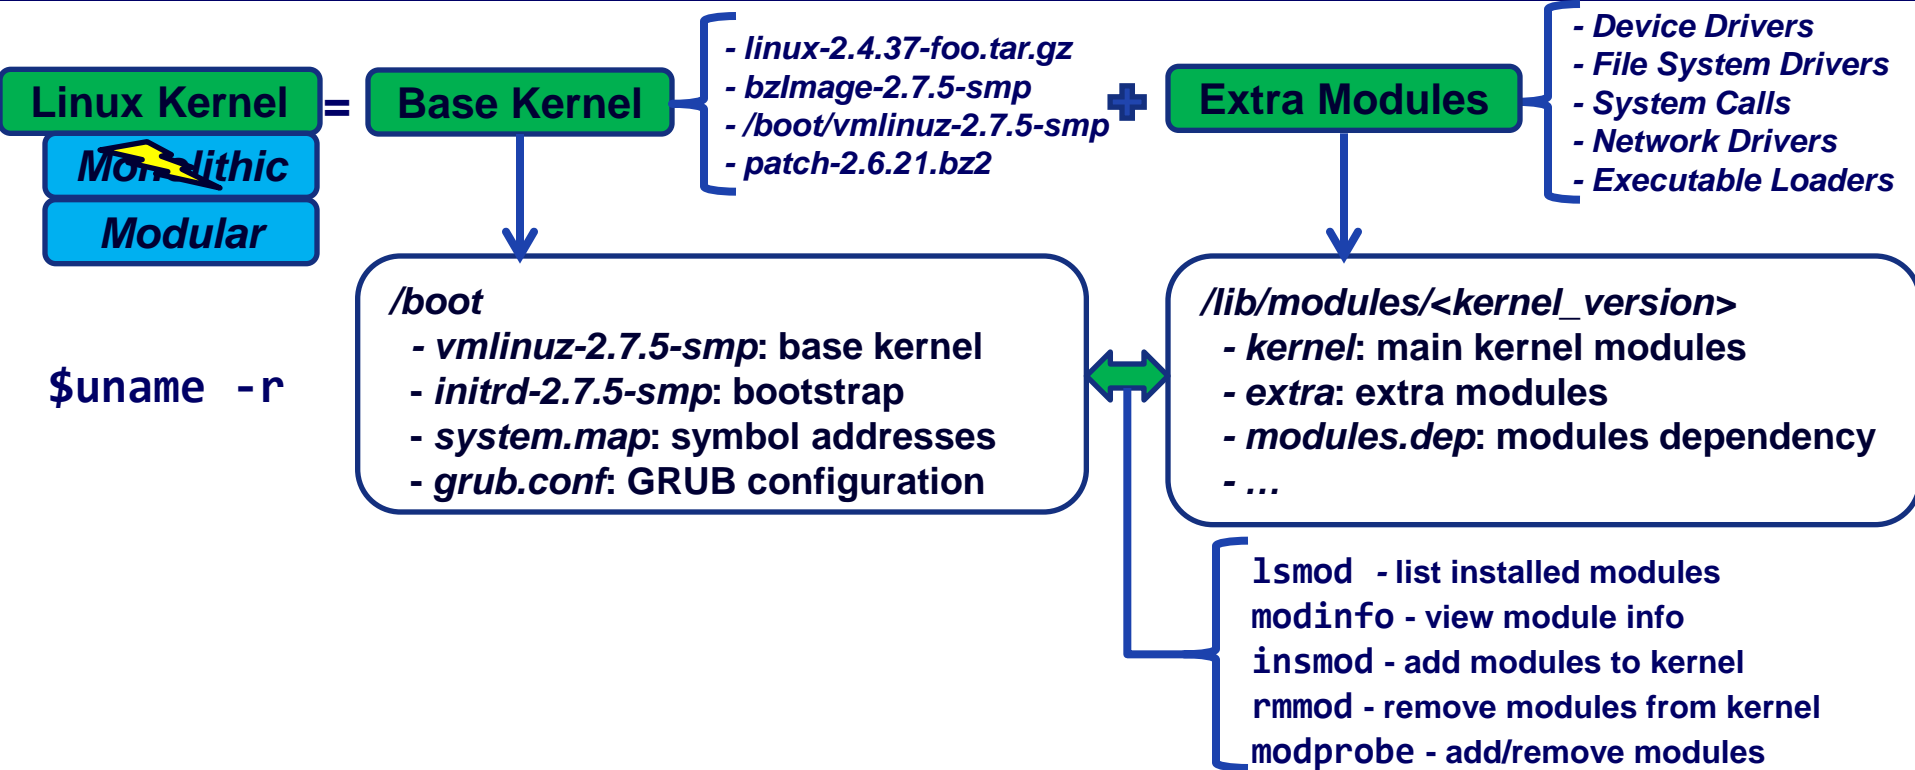 Linux Kernel
=
Base Kernel
- linux-2.4.37-foo.tar.gz
- bzImage-2.7.5-smp
- /boot/vmlinuz-2.7.5-smp
- patch-2.6.21.bz2
Extra Modules
- Device Drivers
- File System Drivers
- System Calls
- Network Drivers
- Executable Loaders
Monolithic
Modular
$uname -r
/boot
- vmlinuz-2.7.5-smp: base kernel
- initrd-2.7.5-smp: bootstrap
- system.map: symbol addresses
- grub.conf: GRUB configuration
/lib/modules/<kernel_version>
- kernel: main kernel modules
- extra: extra modules
- modules.dep: modules dependency
- …
lsmod - list installed modules
modinfo - view module info
insmod - add modules to kernel
rmmod - remove modules from kernel
modprobe - add/remove modules